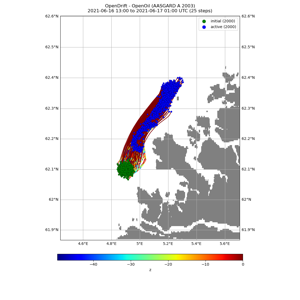 OpenDrift - OpenOil (AASGARD A 2003)
2021-06-16 13:00 to 2021-06-17 01:00 UTC (25 steps)
62.6°N
62.6°N
initial (2000)
active (2000)
62.5°N
62.5°N
62.4°N
62.4°N
62.3°N
62.3°N
62.2°N
62.2°N
62.1°N
62.1°N
62°N
62°N
61.9°N
61.9°N
4.6°E
4.8°E
5°E
5.2°E
5.4°E
5.6°E
−40
−30
−20
−10
0
z